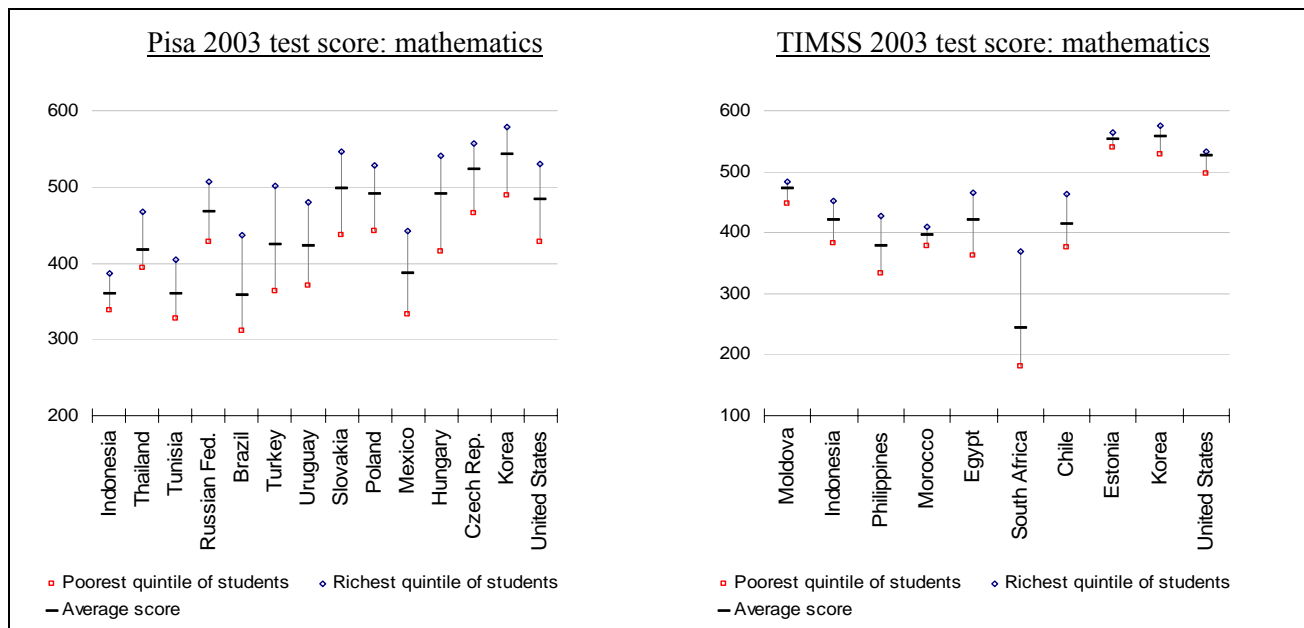 Pisa 2003 test score: mathematics
600
500
400
300
200
Indonesia
Thailand
Tunisia
Russian Fed.
Brazil
Turkey
Uruguay
Slovakia
Poland
Mexico
Hungary
Czech Rep.
Korea
United States
Poorest quintile of students
Richest quintile of students
Average score
TIMSS 2003 test score: mathematics
600
500
400
300
200
100
Moldova
Indonesia
Philippines
Morocco
Egypt
South Africa
Chile
Estonia
Korea
United States
Poorest quintile of students
Richest quintile of students
Average score